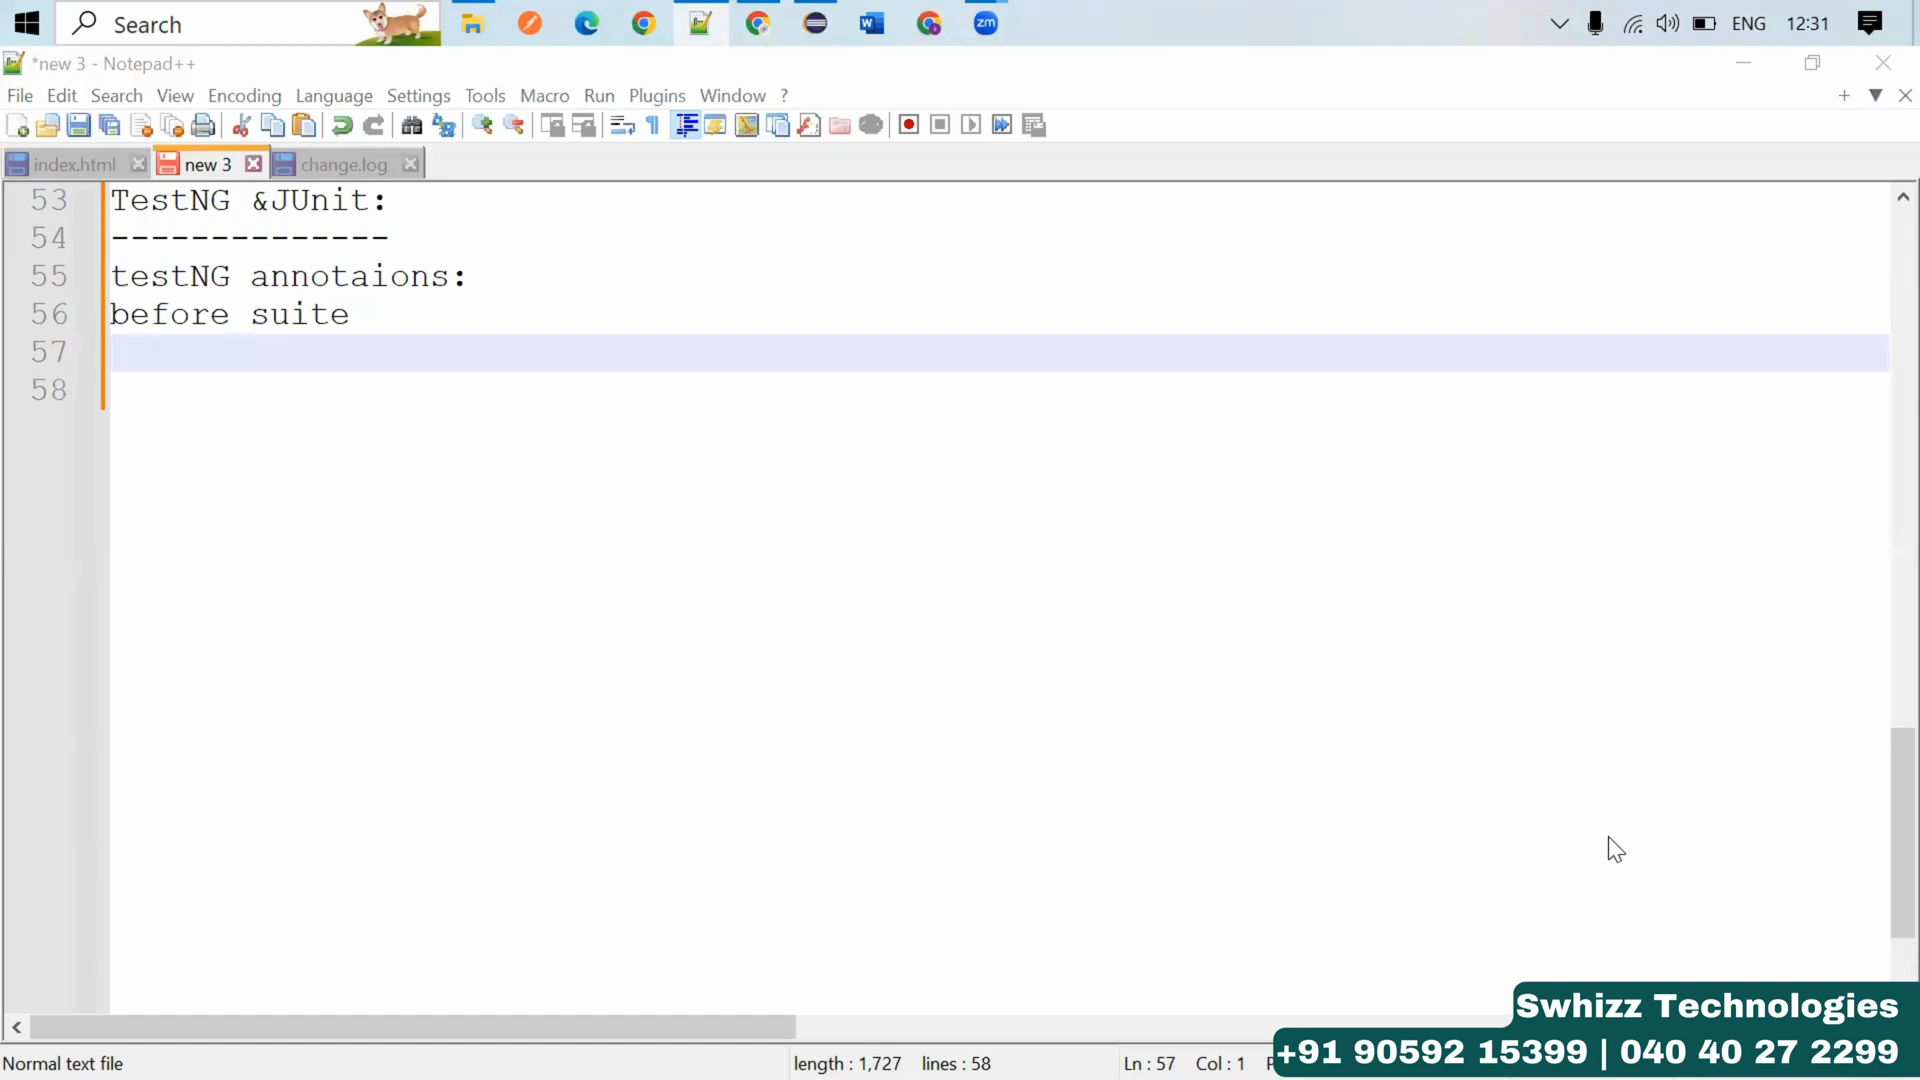 Search
ENG
12:31
*new 3 - Notepad++
File Edit Search View Encoding Language Settings Tools Macro Run Plugins Window ?
index.html new 3 change.log
53 TestNG &JUnit:
54 --------------
55 testNG annotaions:
56 before suite
57
58
Swhizz Technologies
+91 90592 15399 | 040 40 27 2299
Normal text file length : 1,727 lines : 58 Ln : 57 Col : 1